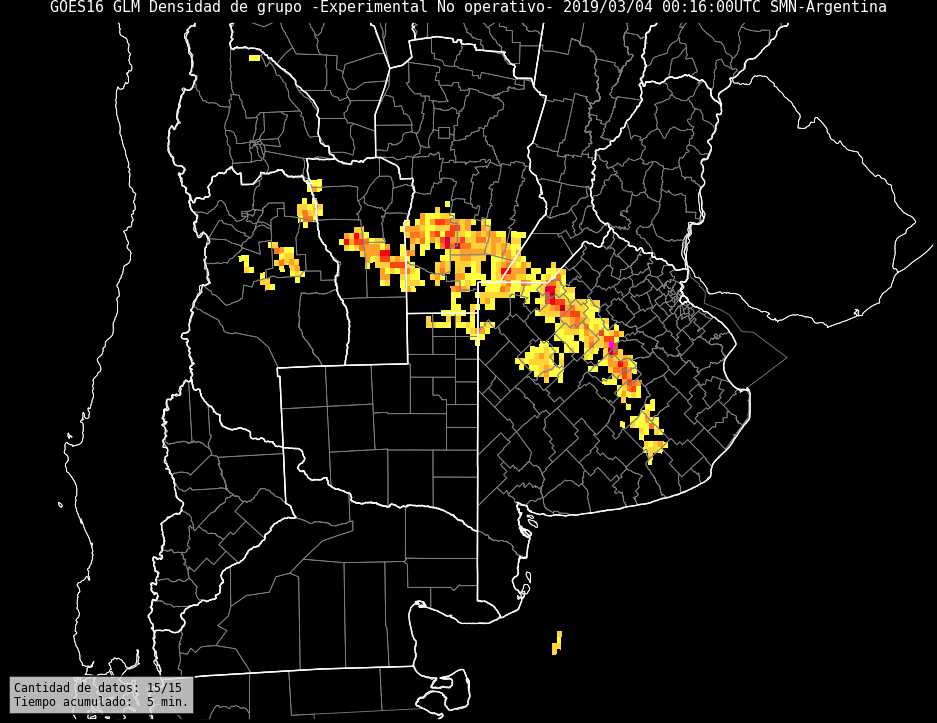 GOES16 GLM Densidad de grupo -Experimental No operativo- 2019/03/04 00:16:00UTC SMN-Argentina
Cantidad de datos: 15/15
Tiempo acumulado:  5 min.